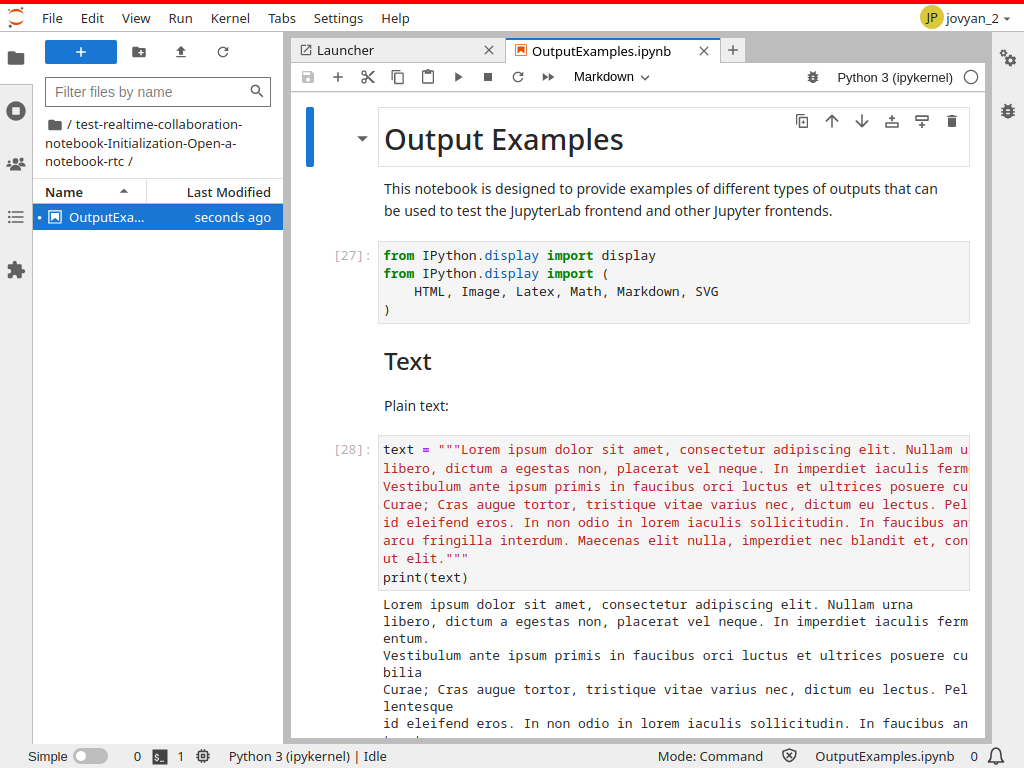 File Edit View Run Kernel Tabs Settings Help
JP jovyan_2
Filter files by name
/ test-realtime-collaboration-
notebook-Initialization-Open-a-
notebook-rtc /
Name Last Modified
OutputExa... seconds ago
Launcher
OutputExamples.ipynb
Markdown
Python 3 (ipykernel)
Output Examples
This notebook is designed to provide examples of different types of outputs that can
be used to test the JupyterLab frontend and other Jupyter frontends.
[27]:
from IPython.display import display
from IPython.display import (
    HTML, Image, Latex, Math, Markdown, SVG
)
Text
Plain text:
[28]:
text = """Lorem ipsum dolor sit amet, consectetur adipiscing elit. Nullam u
libero, dictum a egestas non, placerat vel neque. In imperdiet iaculis ferm
Vestibulum ante ipsum primis in faucibus orci luctus et ultrices posuere cu
Curae; Cras augue tortor, tristique vitae varius nec, dictum eu lectus. Pel
id eleifend eros. In non odio in lorem iaculis sollicitudin. In faucibus an
arcu fringilla interdum. Maecenas elit nulla, imperdiet nec blandit et, con
ut elit."""
print(text)
Lorem ipsum dolor sit amet, consectetur adipiscing elit. Nullam urna
libero, dictum a egestas non, placerat vel neque. In imperdiet iaculis ferm
entum.
Vestibulum ante ipsum primis in faucibus orci luctus et ultrices posuere cu
bilia
Curae; Cras augue tortor, tristique vitae varius nec, dictum eu lectus. Pel
lentesque
id eleifend eros. In non odio in lorem iaculis sollicitudin. In faucibus an
Simple 0 1 Python 3 (ipykernel) | Idle Mode: Command OutputExamples.ipynb 0